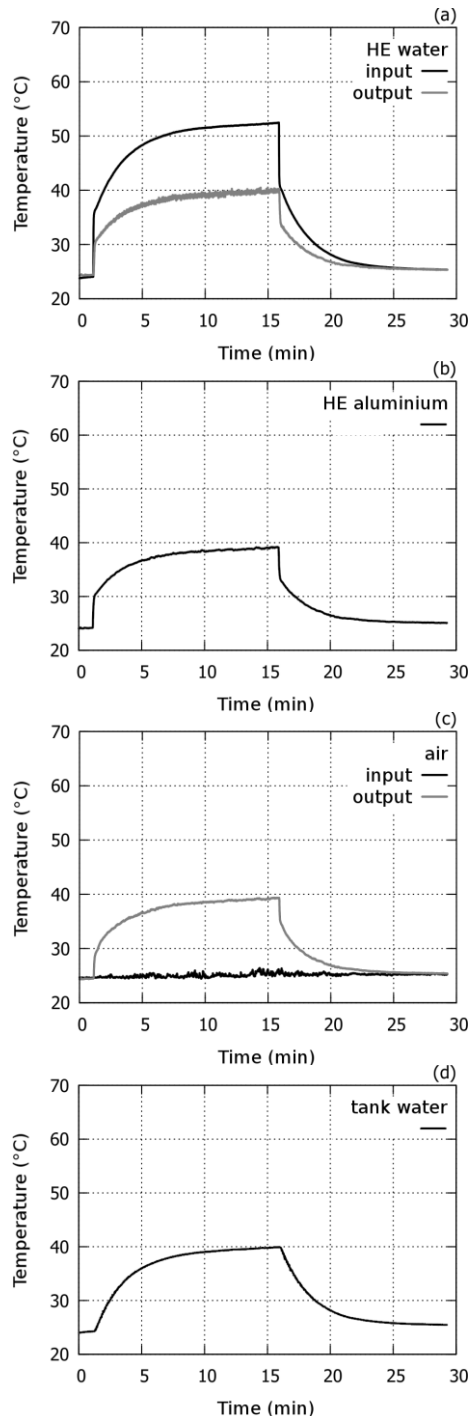 (a)
70
HE water
input
output
60
50
40
30
20
Temperature (°C)
0 5 10 15 20 25 30
Time (min)
(b)
70
HE aluminium
60
50
40
30
20
Temperature (°C)
0 5 10 15 20 25 30
Time (min)
(c)
70
air
input
output
60
50
40
30
20
Temperature (°C)
0 5 10 15 20 25 30
Time (min)
(d)
70
tank water
60
50
40
30
20
Temperature (°C)
0 5 10 15 20 25 30
Time (min)